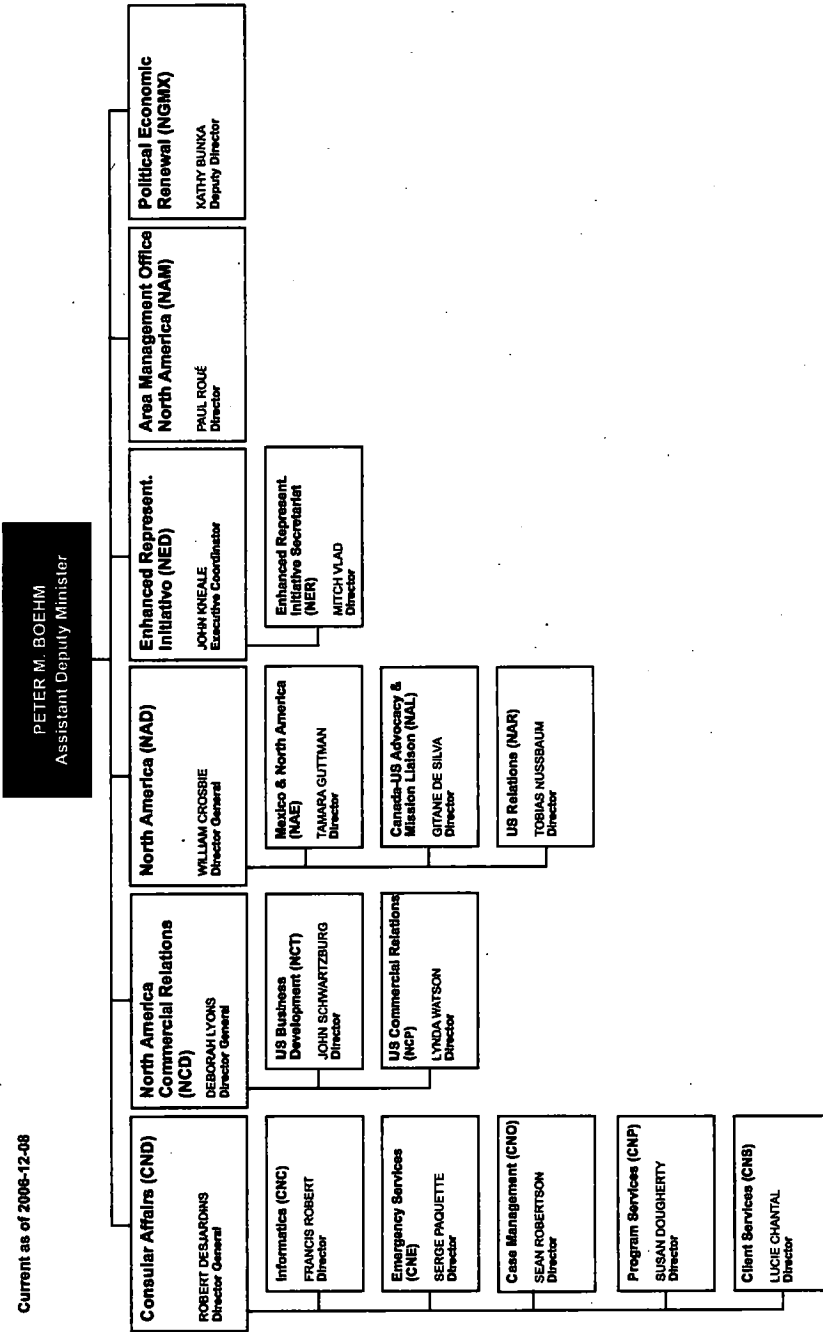 Current as of 2006-12-08
PETER M. BOEHM
Assistant Deputy Minister
Consular Affairs (CND)
ROBERT DESJARDINS
Director General
Informatics (CNC)
FRANCIS ROBERT
Director
Emergency Services
(CNE)
SERGE PAQUETTE
Director
Case Management (CNO)
SEAN ROBERTSON
Director
Program Services (CNP)
SUSAN DOUGHERTY
Director
Client Services (CNS)
LUCIE CHANTAL
Director
North America
Commercial Relations
(NCD)
DEBORAH LYONS
Director General
US Business
Development (NCT)
JOHN SCHWARTZBURG
Director
US Commercial Relations
(NCP)
LYNDA WATSON
Director
North America (NAD)
WILLIAM CROSBIE
Director General
Mexico & North America
(NAE)
TAMARA GUTTMAN
Director
Canada-US Advocacy &
Mission Liaison (NAL)
GITANE DE SILVA
Director
US Relations (NAR)
TOBIAS NUSSBAUM
Director
Enhanced Represent.
Initiativo (NED)
JOHN KNEALE
Executive Coordinator
Enhanced Represent.
Initiative Secretariat
(NER)
MITCH VLAD
Director
Area Management Office
North America (NAM)
PAUL ROUÉ
Director
Political Economic
Renewal (NGMX)
KATHY BUNKA
Deputy Director